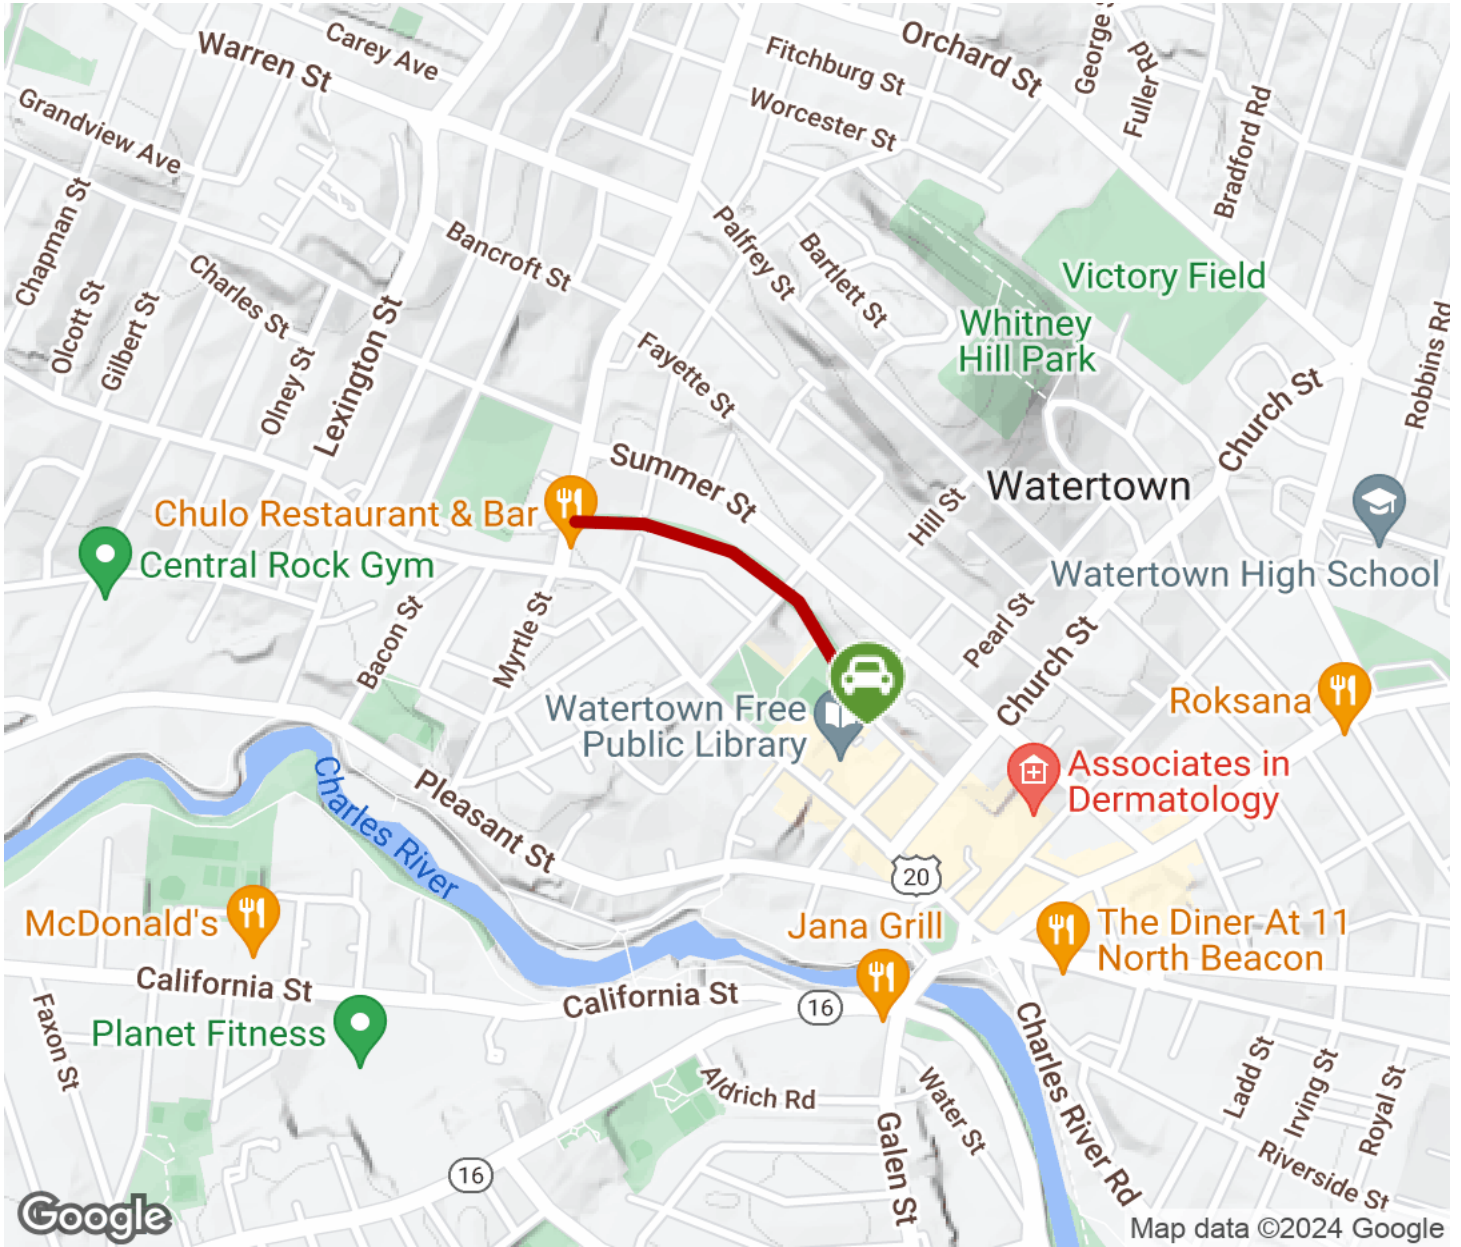 Carey Ave
Warren St
Orchard St
George S
Fuller Rd
Fitchburg St
Worcester St
Grandview Ave
Bradford Rd
Chapman St
Palfrey St
Bartlett St
Bancroft St
Victory Field
Charles St
Olcott St
Gilbert St
Lexington St
Whitney
Hill Park
Robbins Rd
Olney St
Fayette St
Church St
Summer St
Watertown
Hill St
Chulo Restaurant & Bar
Central Rock Gym
Watertown High School
Bacon St
Myrtle St
Pearl St
Church St
Watertown Free
Public Library
Roksana
Associates in
Dermatology
Charles River
Pleasant St
20
McDonald's
Jana Grill
The Diner At 11
North Beacon
California St
California St
16
Planet Fitness
Faxon St
Aldrich Rd
Water St
Galen St
Charles River Rd
Ladd St
Irving St
Royal St
Riverside St
16
Google
Map data ©2024 Google